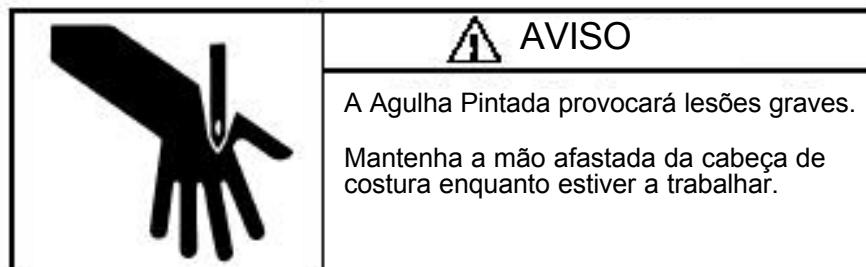 AVISO
A Agulha Pintada provocará lesões graves.
Mantenha a mão afastada da cabeça de
costura enquanto estiver a trabalhar.